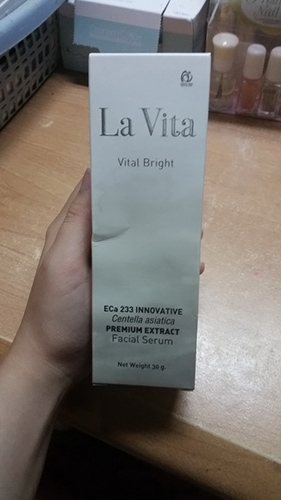 La Vita
Vital Bright
ECa 233 INNOVATIVE
Centella asiatica
PREMIUM EXTRACT
Facial Serum
Net Weight 30 g.